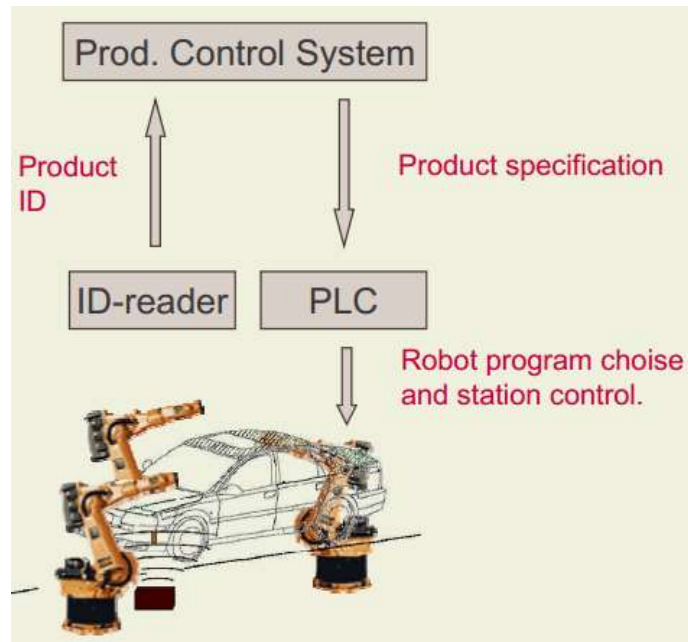 Prod. Control System
Product
ID
Product specification
ID-reader
PLC
Robot program choise
and station control.